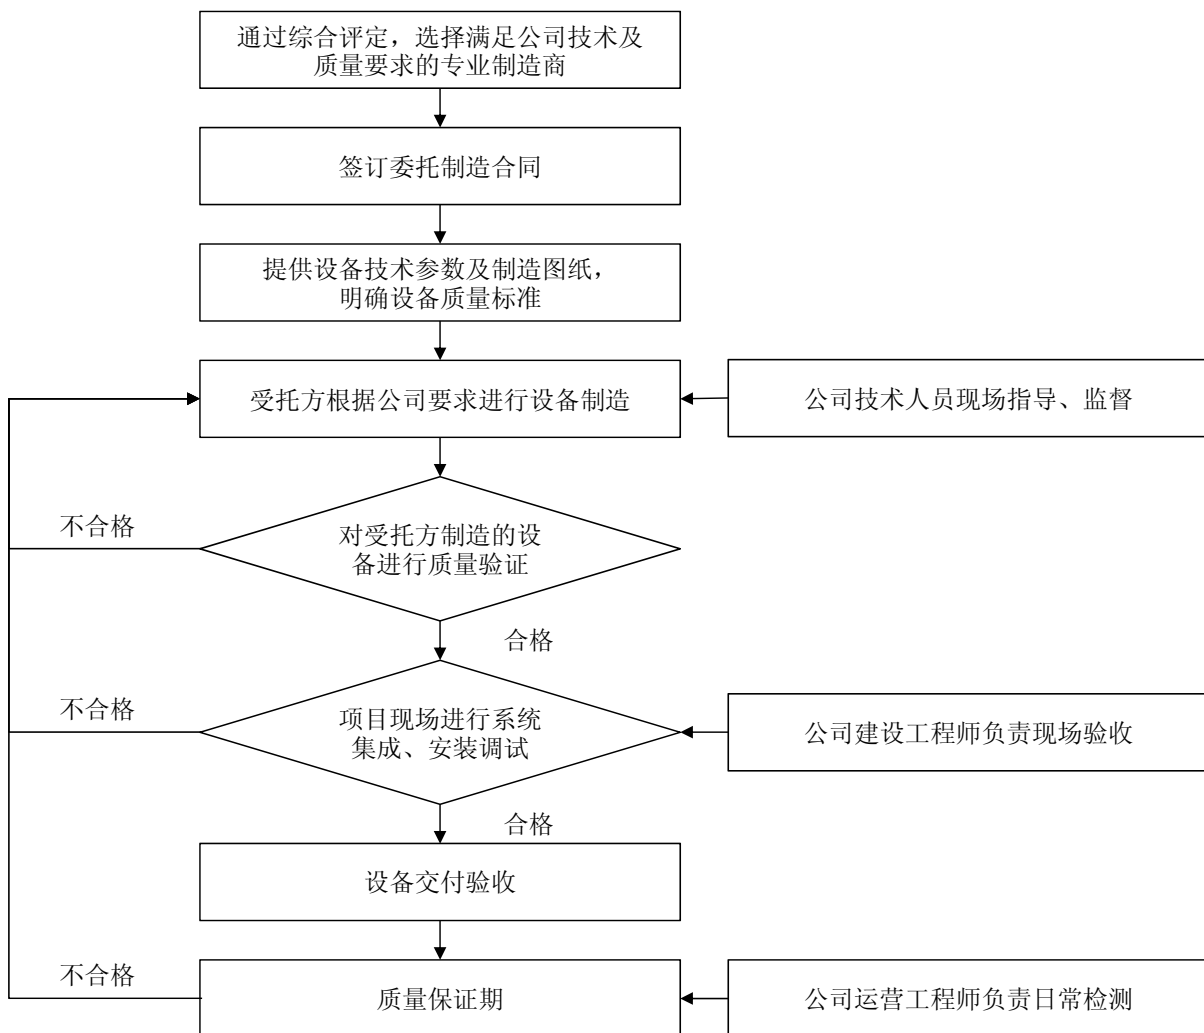 通过综合评定，选择满足公司技术及
质量要求的专业制造商
签订委托制造合同
提供设备技术参数及制造图纸，
明确设备质量标准
受托方根据公司要求进行设备制造
公司技术人员现场指导、监督
不合格
对受托方制造的设
备进行质量验证
合格
不合格
项目现场进行系统
集成、安装调试
公司建设工程师负责现场验收
合格
设备交付验收
不合格
质量保证期
公司运营工程师负责日常检测